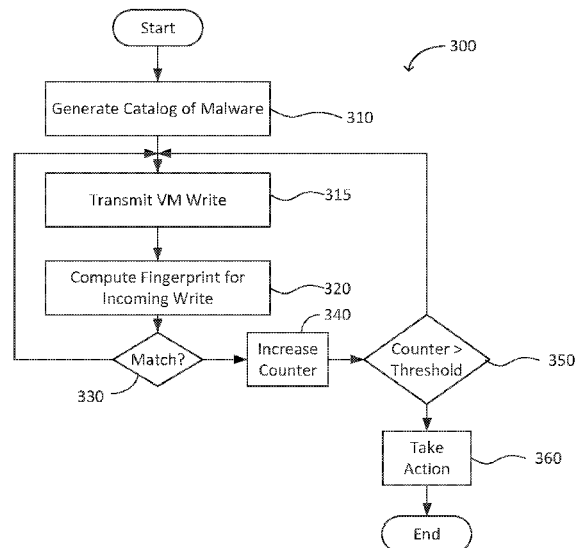 Start
300
Generate Catalog of Malware
310
Transmit VM Write
315
Compute Fingerprint for
Incoming Write
320
340
Match?
330
Increase
Counter
Counter >
Threshold
350
Take
Action
360
End